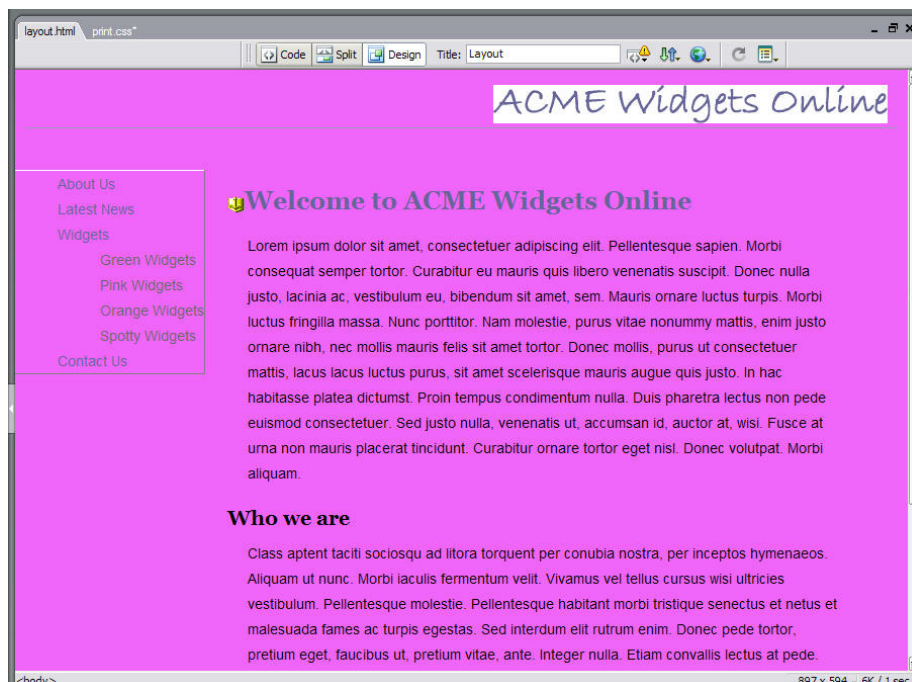 layout.html print.css*
Code Split Design Title: Layout
ACME Widgets Online
About Us
Latest News
Widgets
Green Widgets
Pink Widgets
Orange Widgets
Spotty Widgets
Contact Us
Welcome to ACME Widgets Online
Lorem ipsum dolor sit amet, consectetuer adipiscing elit. Pellentesque sapien. Morbi
consequat semper tortor. Curabitur eu mauris quis libero venenatis suscipit. Donec nulla
justo, lacinia ac, vestibulum eu, bibendum sit amet, sem. Mauris ornare luctus turpis. Morbi
luctus fringilla massa. Nunc porttitor. Nam molestie, purus vitae nonummy mattis, enim justo
ornare nibh, nec mollis mauris felis sit amet tortor. Donec mollis, purus ut consectetuer
mattis, lacus lacus luctus purus, sit amet scelerisque mauris augue quis justo. In hac
habitasse platea dictumst. Proin tempus condimentum nulla. Duis pharetra lectus non pede
euismod consectetuer. Sed justo nulla, venenatis ut, accumsan id, auctor at, wisi. Fusce at
urna non mauris placerat tincidunt. Curabitur ornare tortor eget nisl. Donec volutpat. Morbi
aliquam.
Who we are
Class aptent taciti sociosqu ad litora torquent per conubia nostra, per inceptos hymenaeos.
Aliquam ut nunc. Morbi iaculis fermentum velit. Vivamus vel tellus cursus wisi ultricies
vestibulum. Pellentesque molestie. Pellentesque habitant morbi tristique senectus et netus et
malesuada fames ac turpis egestas. Sed interdum elit rutrum enim. Donec pede tortor,
pretium eget, faucibus ut, pretium vitae, ante. Integer nulla. Etiam convallis lectus at pede.
<body> 897 x 594 6K / 1 sec